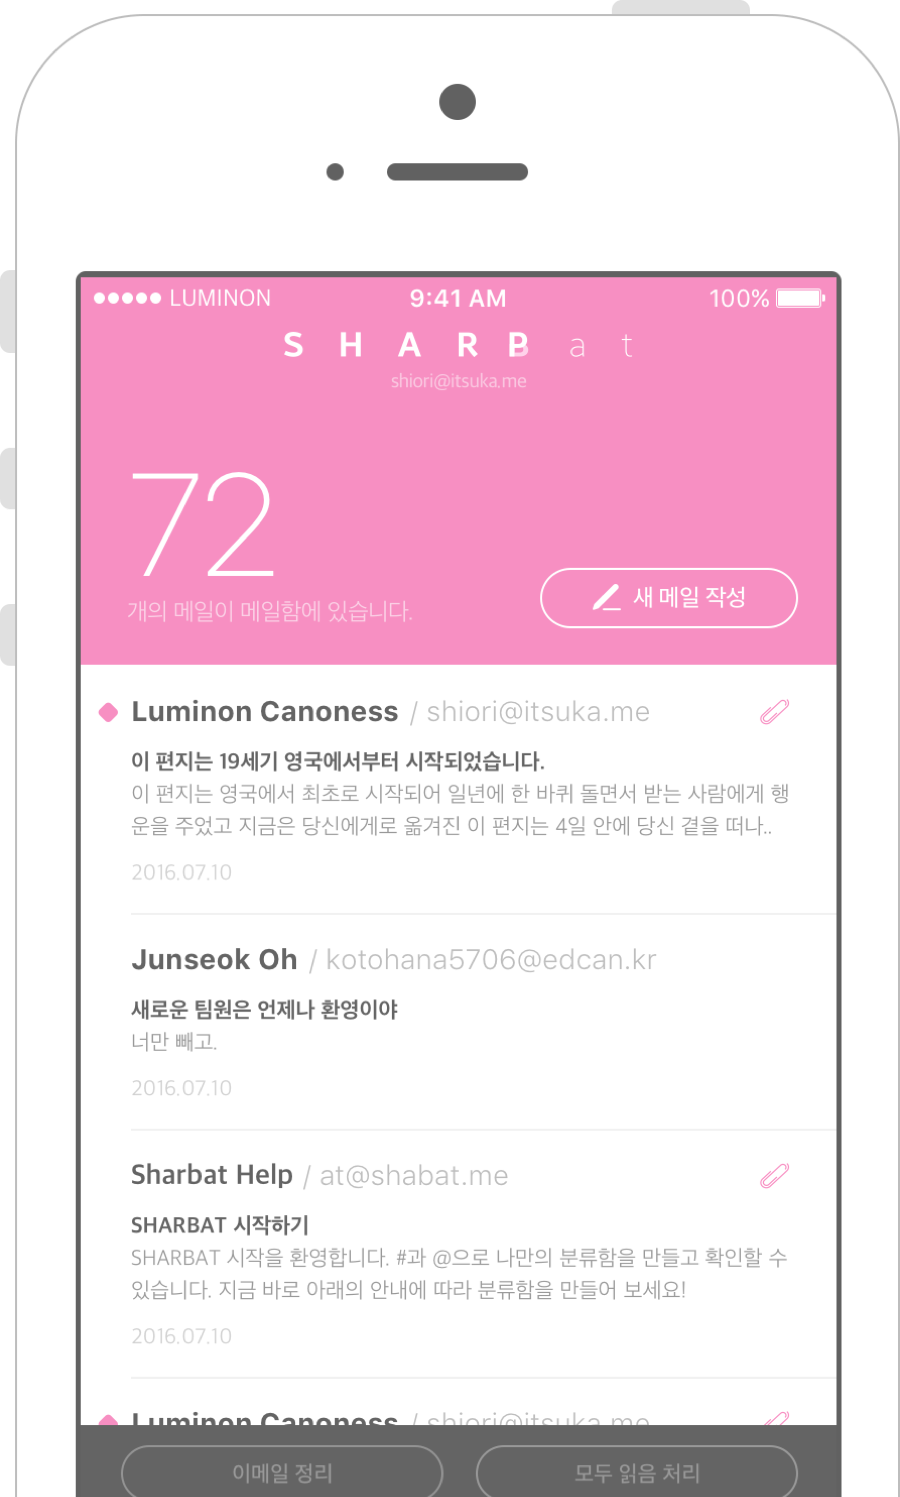 LUMINON 9:41 AM 100%
SHARBat
shiori@itsuka.me
72
개의 메일이 메일함에 있습니다.
새 메일 작성
Luminon Canoness / shiori@itsuka.me
이 편지는 19세기 영국에서부터 시작되었습니다.
이 편지는 영국에서 최초로 시작되어 일년에 한 바퀴 돌면서 받는 사람에게 행
운을 주었고 지금은 당신에게로 옮겨진 이 편지는 4일 안에 당신 곁을 떠나..
2016.07.10
Junseok Oh / kotohana5706@edcan.kr
새로운 팀원은 언제나 환영이야
너만 빼고.
2016.07.10
Sharbat Help / at@shabat.me
SHARBAT 시작하기
SHARBAT 시작을 환영합니다. #과 @으로 나만의 분류함을 만들고 확인할 수
있습니다. 지금 바로 아래의 안내에 따라 분류함을 만들어 보세요!
2016.07.10
Luminon Canoness / shiori@itsuka.me
이메일 정리
모두 읽음 처리